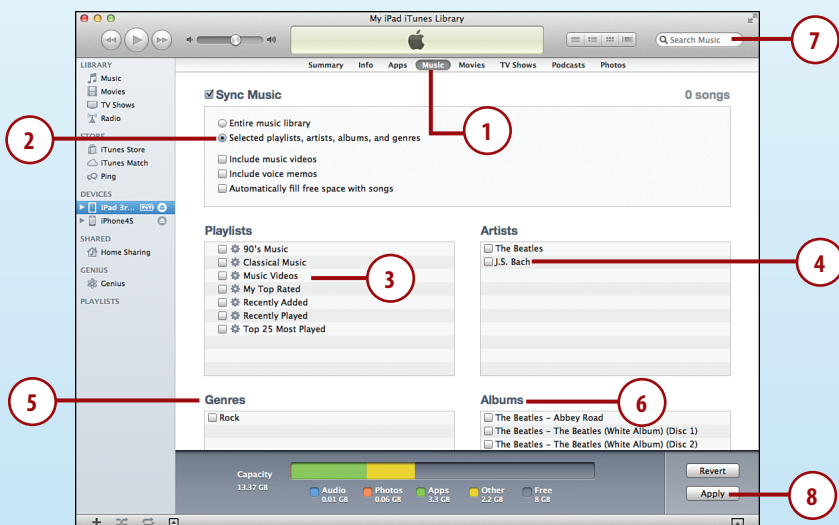 My iPad iTunes Library
Search Music
7
LIBRARY
Music
Movies
TV Shows
Radio
STORE
iTunes Store
iTunes Match
Ping
DEVICES
iPad 3r...
iPhone4S
SHARED
Home Sharing
GENIUS
Genius
PLAYLISTS
Summary Info Apps Music Movies TV Shows Podcasts Photos
1
Sync Music
0 songs
Entire music library
2
Selected playlists, artists, albums, and genres
Include music videos
Include voice memos
Automatically fill free space with songs
Playlists
90's Music
Classical Music
Music Videos
3
My Top Rated
Recently Added
Recently Played
Top 25 Most Played
Artists
The Beatles
J.S. Bach
4
5
Genres
Rock
Albums
6
The Beatles – Abbey Road
The Beatles – The Beatles (White Album) (Disc 1)
The Beatles – The Beatles (White Album) (Disc 2)
Capacity
13.37 GB
Audio
0.01 GB
Photos
0.06 GB
Apps
3.3 GB
Other
2.2 GB
Free
8 GB
Revert
Apply
8